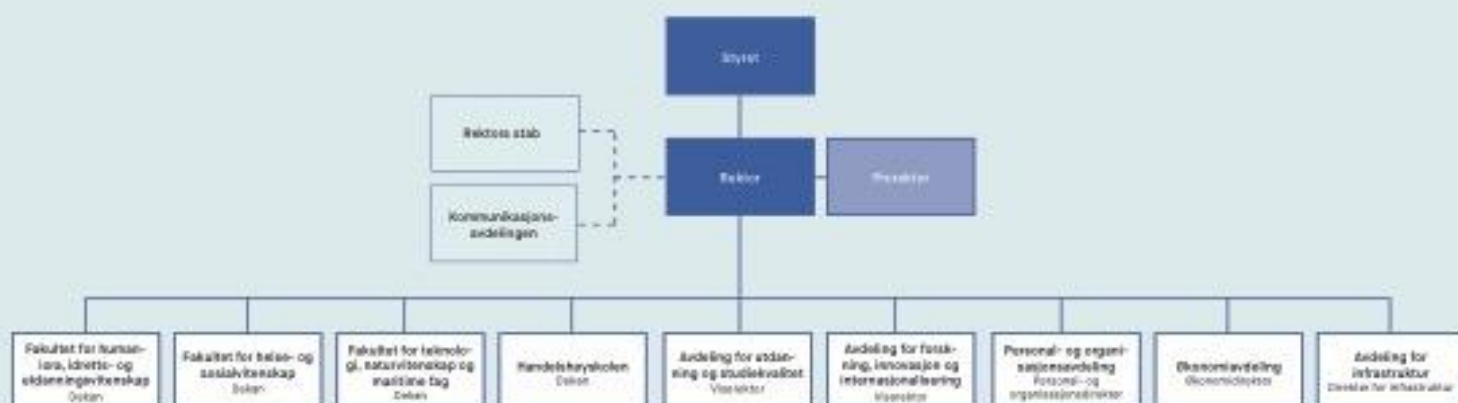 Styret
Rektors stab
Rektor
Prorektor
Kommunikasjons-
avdelingen
Fakultet for human-
iora, idretts- og
utdanningsvitenskap
Dekan
Fakultet for helse- og
sosialvitenskap
Dekan
Fakultet for teknolo-
gi, naturvitenskap og
maritime fag
Dekan
Handelshøyskolen
Dekan
Avdeling for utdan-
ning og studiekvalitet
Viserektor
Avdeling for forsk-
ning, innovasjon og
internasjonalisering
Viserektor
Personal- og organi-
sasjonsavdeling
Personal- og
organisasjonsdirektør
Økonomiavdeling
Økonomidirektør
Avdeling for
infrastruktur
Direktør for infrastruktur